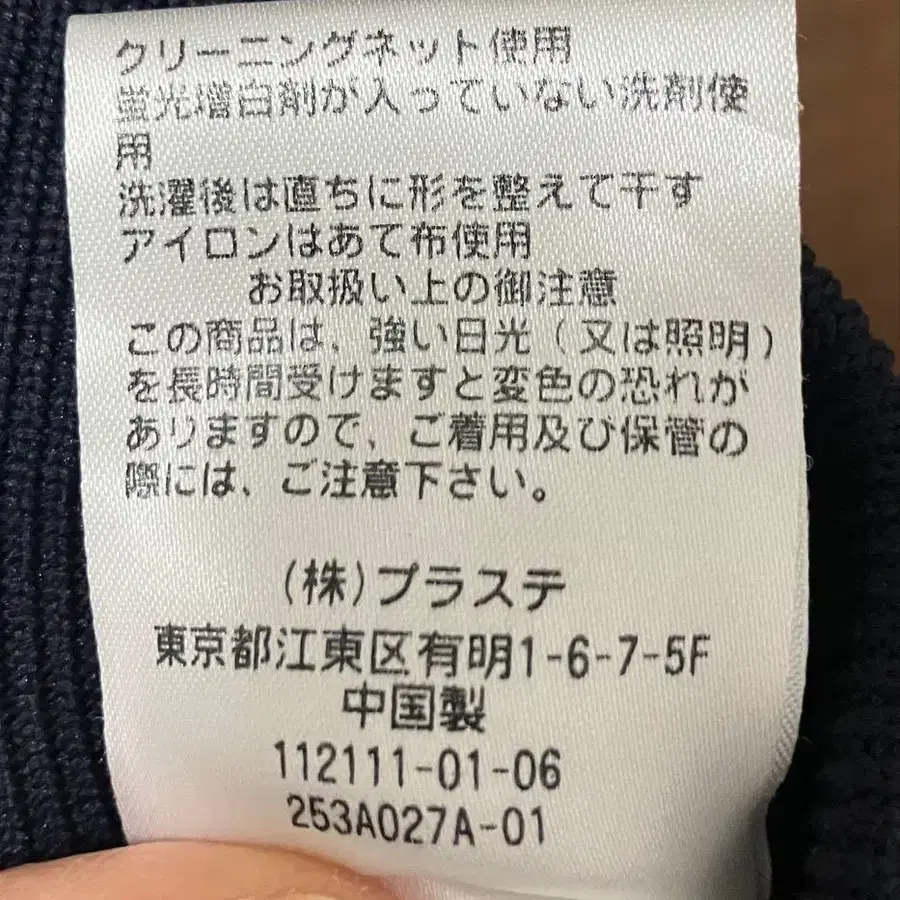 クリーニングネット使用
蛍光増白剤が入っていない洗剤使
用
洗濯後は直ちに形を整えて干す
アイロンはあて布使用
お取扱い上の御注意
この商品は、強い日光（又は照明）
を長時間受けますと変色の恐れが
ありますので、ご着用及び保管の
際には、ご注意下さい。
(株)プラステ
東京都江東区有明1-6-7-5F
中国製
112111-01-06
253A027A-01